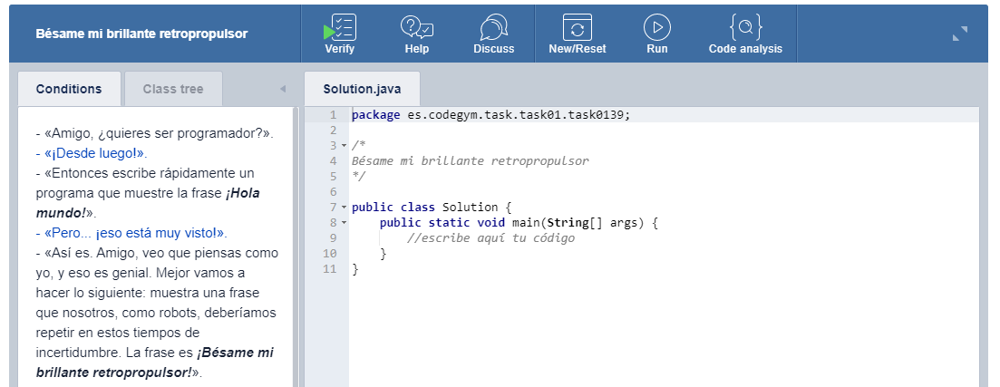 Bésame mi brillante retropropulsor
Verify
Help
Discuss
New/Reset
Run
Code analysis
Conditions
Class tree
- «Amigo, ¿quieres ser programador?».
- «¡Desde luego!».
- «Entonces escribe rápidamente un
programa que muestre la frase ¡Hola
mundo!».
- «Pero... ¡eso está muy visto!».
- «Así es. Amigo, veo que piensas como
yo, y eso es genial. Mejor vamos a
hacer lo siguiente: muestra una frase
que nosotros, como robots, deberíamos
repetir en estos tiempos de
incertidumbre. La frase es ¡Bésame mi
brillante retropropulsor!».
Solution.java
1 package es.codegym.task.task01.task0139;
2
3 /*
4 Bésame mi brillante retropropulsor
5 */
6
7 public class Solution {
8 public static void main(String[] args) {
9 //escribe aquí tu código
10 }
11 }